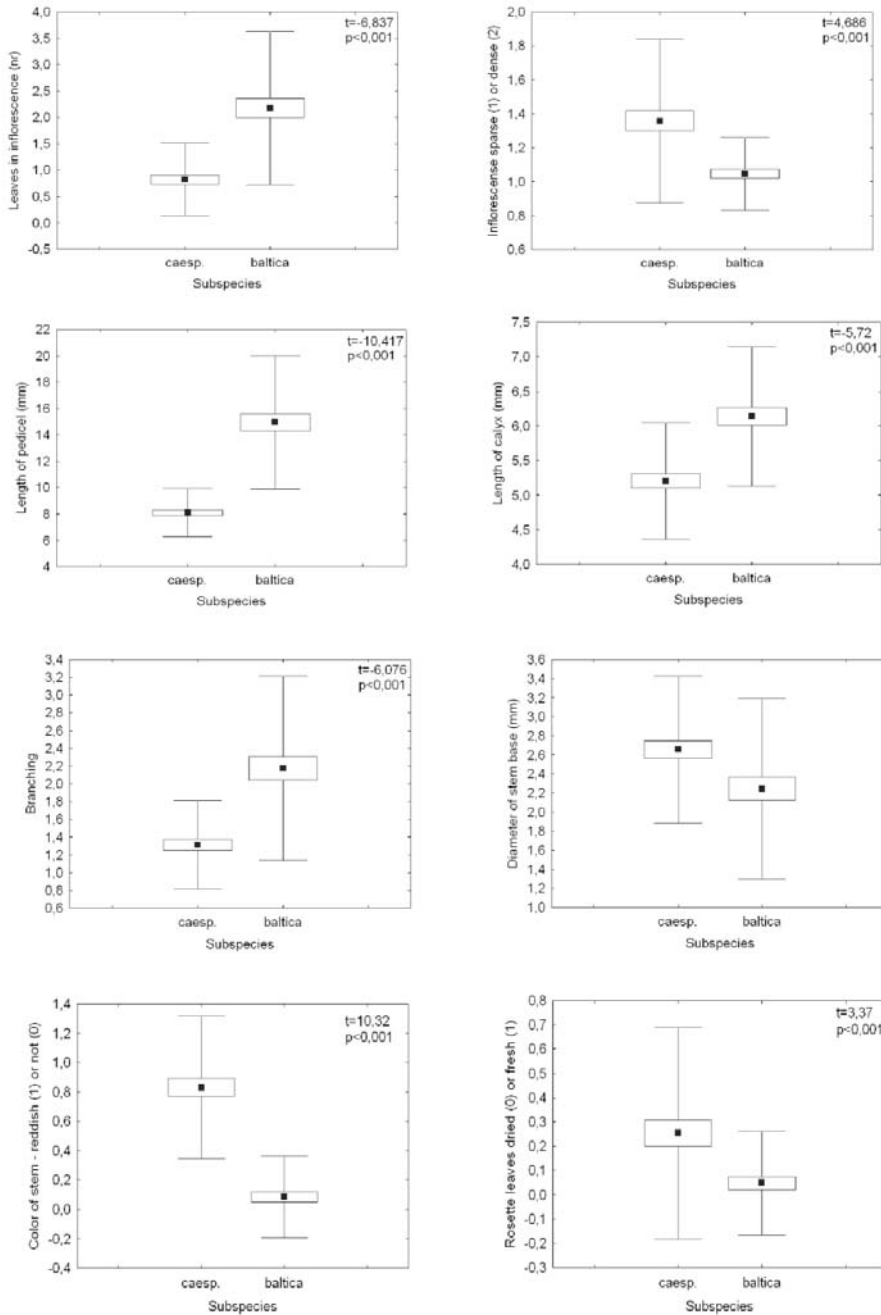 t=-6,837
p<0,001
4,0
3,5
3,0
2,5
2,0
1,5
1,0
0,5
0,0
-0,5
Leaves in inflorescence (nr)
caesp. baltica
Subspecies
t=4,686
p<0,001
2,0
1,8
1,6
1,4
1,2
1,0
0,8
0,6
Inflorescense sparse (1) or dense (2)
caesp. baltica
Subspecies
t=-10,417
p<0,001
22
20
18
16
14
12
10
8
6
4
Length of pedicel (mm)
caesp. baltica
Subspecies
t=-5,72
p<0,001
7,5
7,0
6,5
6,0
5,5
5,0
4,5
4,0
Length of calyx (mm)
caesp. baltica
Subspecies
t=-6,076
p<0,001
3,4
3,2
3,0
2,8
2,6
2,4
2,2
2,0
1,8
1,6
1,4
1,2
1,0
0,8
0,6
Branching
caesp. baltica
Subspecies
3,6
3,4
3,2
3,0
2,8
2,6
2,4
2,2
2,0
1,8
1,6
1,4
1,2
1,0
Diameter of stem base (mm)
caesp. baltica
Subspecies
t=10,32
p<0,001
1,4
1,2
1,0
0,8
0,6
0,4
0,2
0,0
-0,2
-0,4
Color of stem - reddish (1) or not (0)
caesp. baltica
Subspecies
t=3,37
p<0,001
0,8
0,7
0,6
0,5
0,4
0,3
0,2
0,1
0,0
-0,1
-0,2
-0,3
Rosette leaves dried (0) or fresh (1)
caesp. baltica
Subspecies